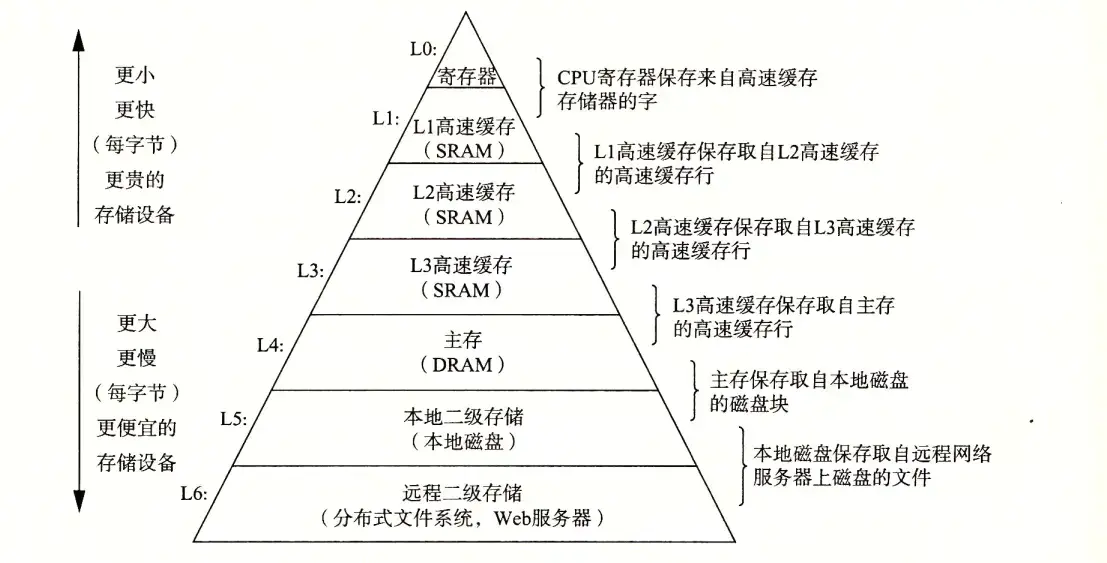 更小
更快
（每字节）
更贵的
存储设备
更大
更慢
（每字节）
更便宜的
存储设备
L0:
寄存器
CPU寄存器保存来自高速缓存
存储器的字
L1:
L1高速缓存
（SRAM）
L1高速缓存保存取自L2高速缓存
的高速缓存行
L2:
L2高速缓存
（SRAM）
L2高速缓存保存取自L3高速缓存
的高速缓存行
L3:
L3高速缓存
（SRAM）
L3高速缓存保存取自主存
的高速缓存行
L4:
主存
（DRAM）
主存保存取自本地磁盘
的磁盘块
L5:
本地二级存储
（本地磁盘）
本地磁盘保存取自远程网络
服务器上磁盘的文件
L6:
远程二级存储
（分布式文件系统，Web服务器）